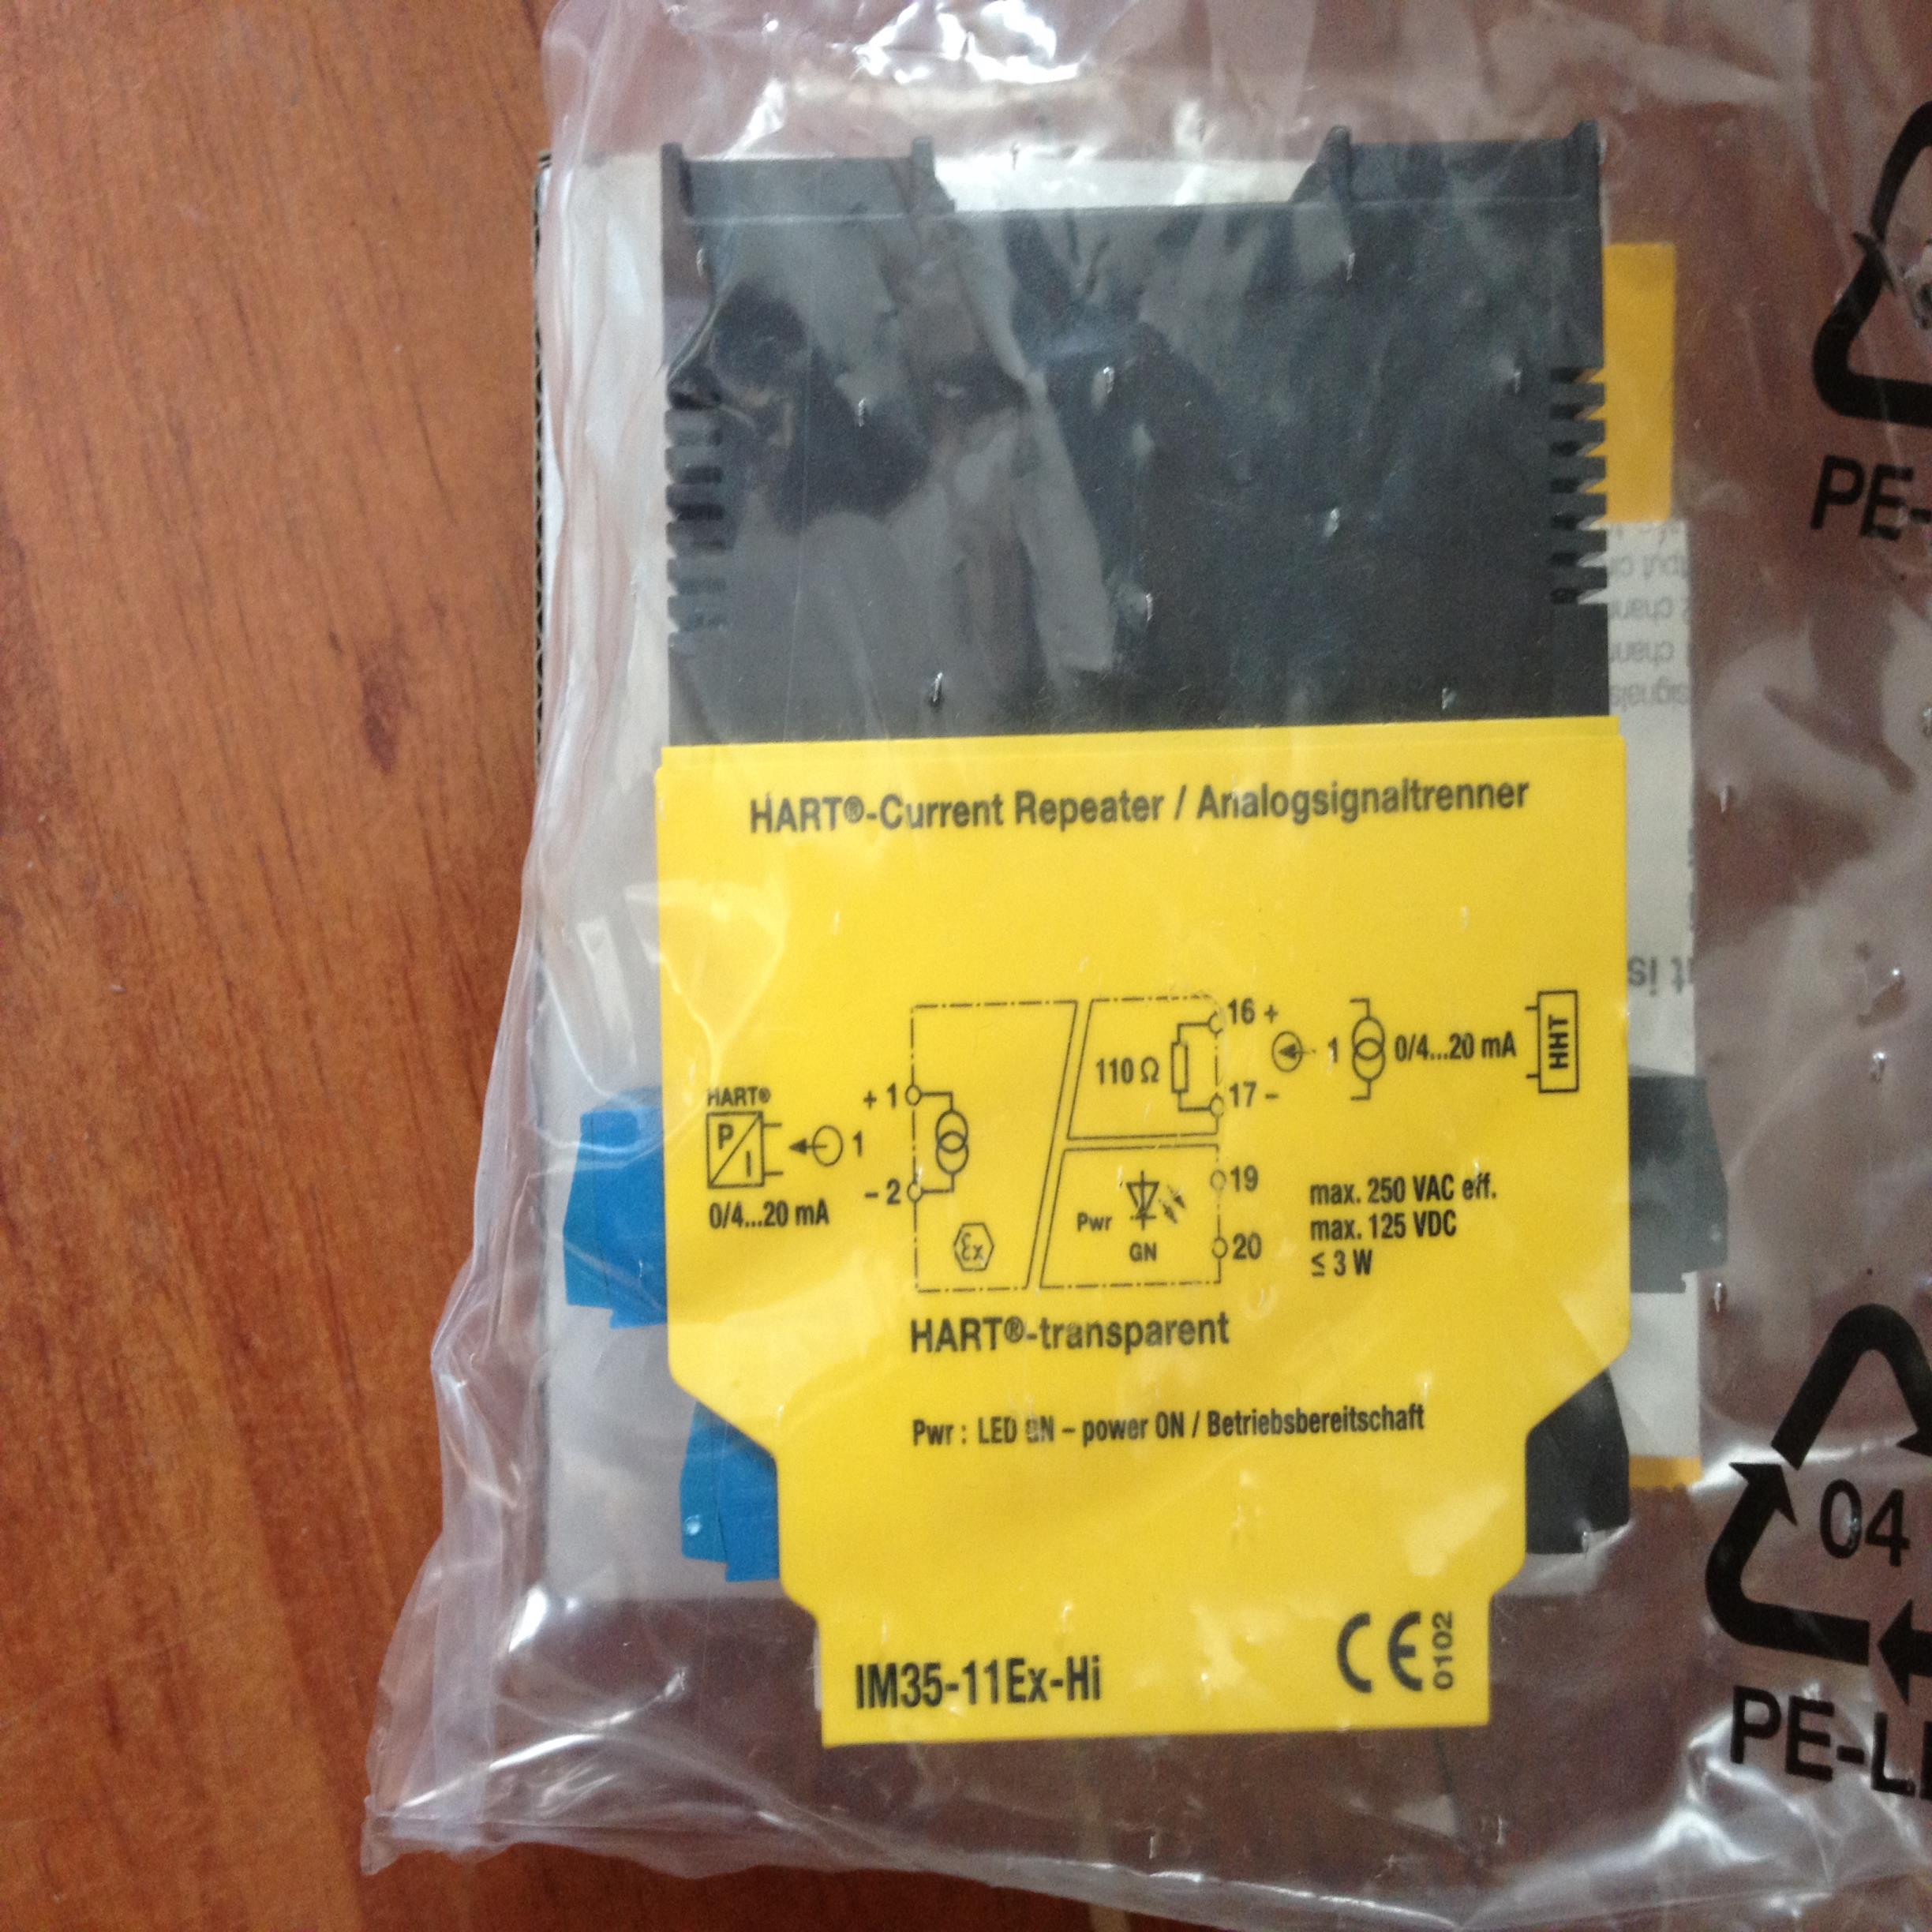 HART®-Current Repeater / Analogsignaltrenner
16 +
110 Ω
1
0/4...20 mA
HHT
17 -
HART®
P
I
1
+ 1
- 2
0/4...20 mA
Ex
Pwr
GN
19
20
max. 250 VAC eff.
max. 125 VDC
≤ 3 W
HART®-transparent
Pwr : LED GN – power ON / Betriebsbereitschaft
IM35-11Ex-Hi
CE
0102
PE-
04
PE-L